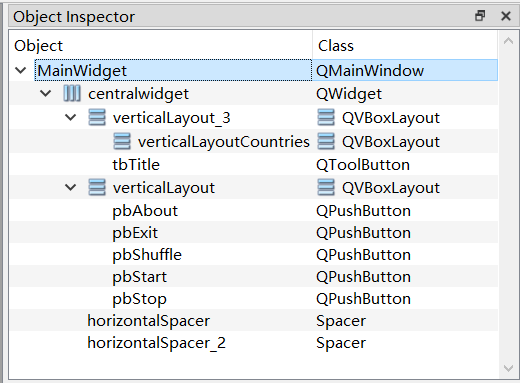 Object Inspector
Object Class
MainWidget QMainWindow
centralwidget QWidget
verticalLayout_3 QVBoxLayout
verticalLayoutCountries QVBoxLayout
tbTitle QToolButton
verticalLayout QVBoxLayout
pbAbout QPushButton
pbExit QPushButton
pbShuffle QPushButton
pbStart QPushButton
pbStop QPushButton
horizontalSpacer Spacer
horizontalSpacer_2 Spacer